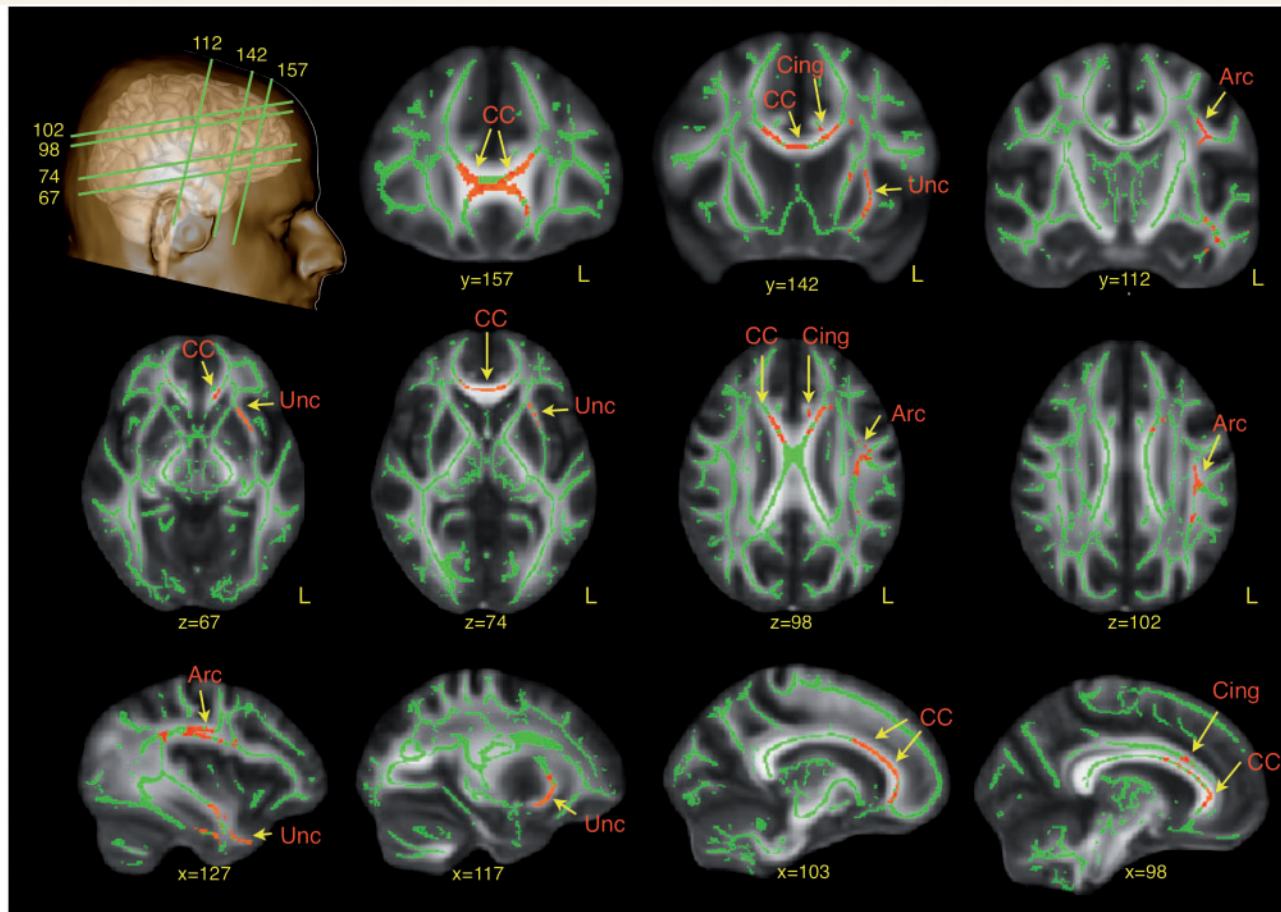 112
142
157
102
98
74
67
CC
y=157
L
Cing
CC
Unc
y=142
L
Arc
y=112
L
CC
Unc
L
z=67
CC
Unc
L
z=74
CC Cing
Arc
L
z=98
Arc
L
z=102
Arc
Unc
x=127
Unc
x=117
CC
x=103
Cing
CC
x=98